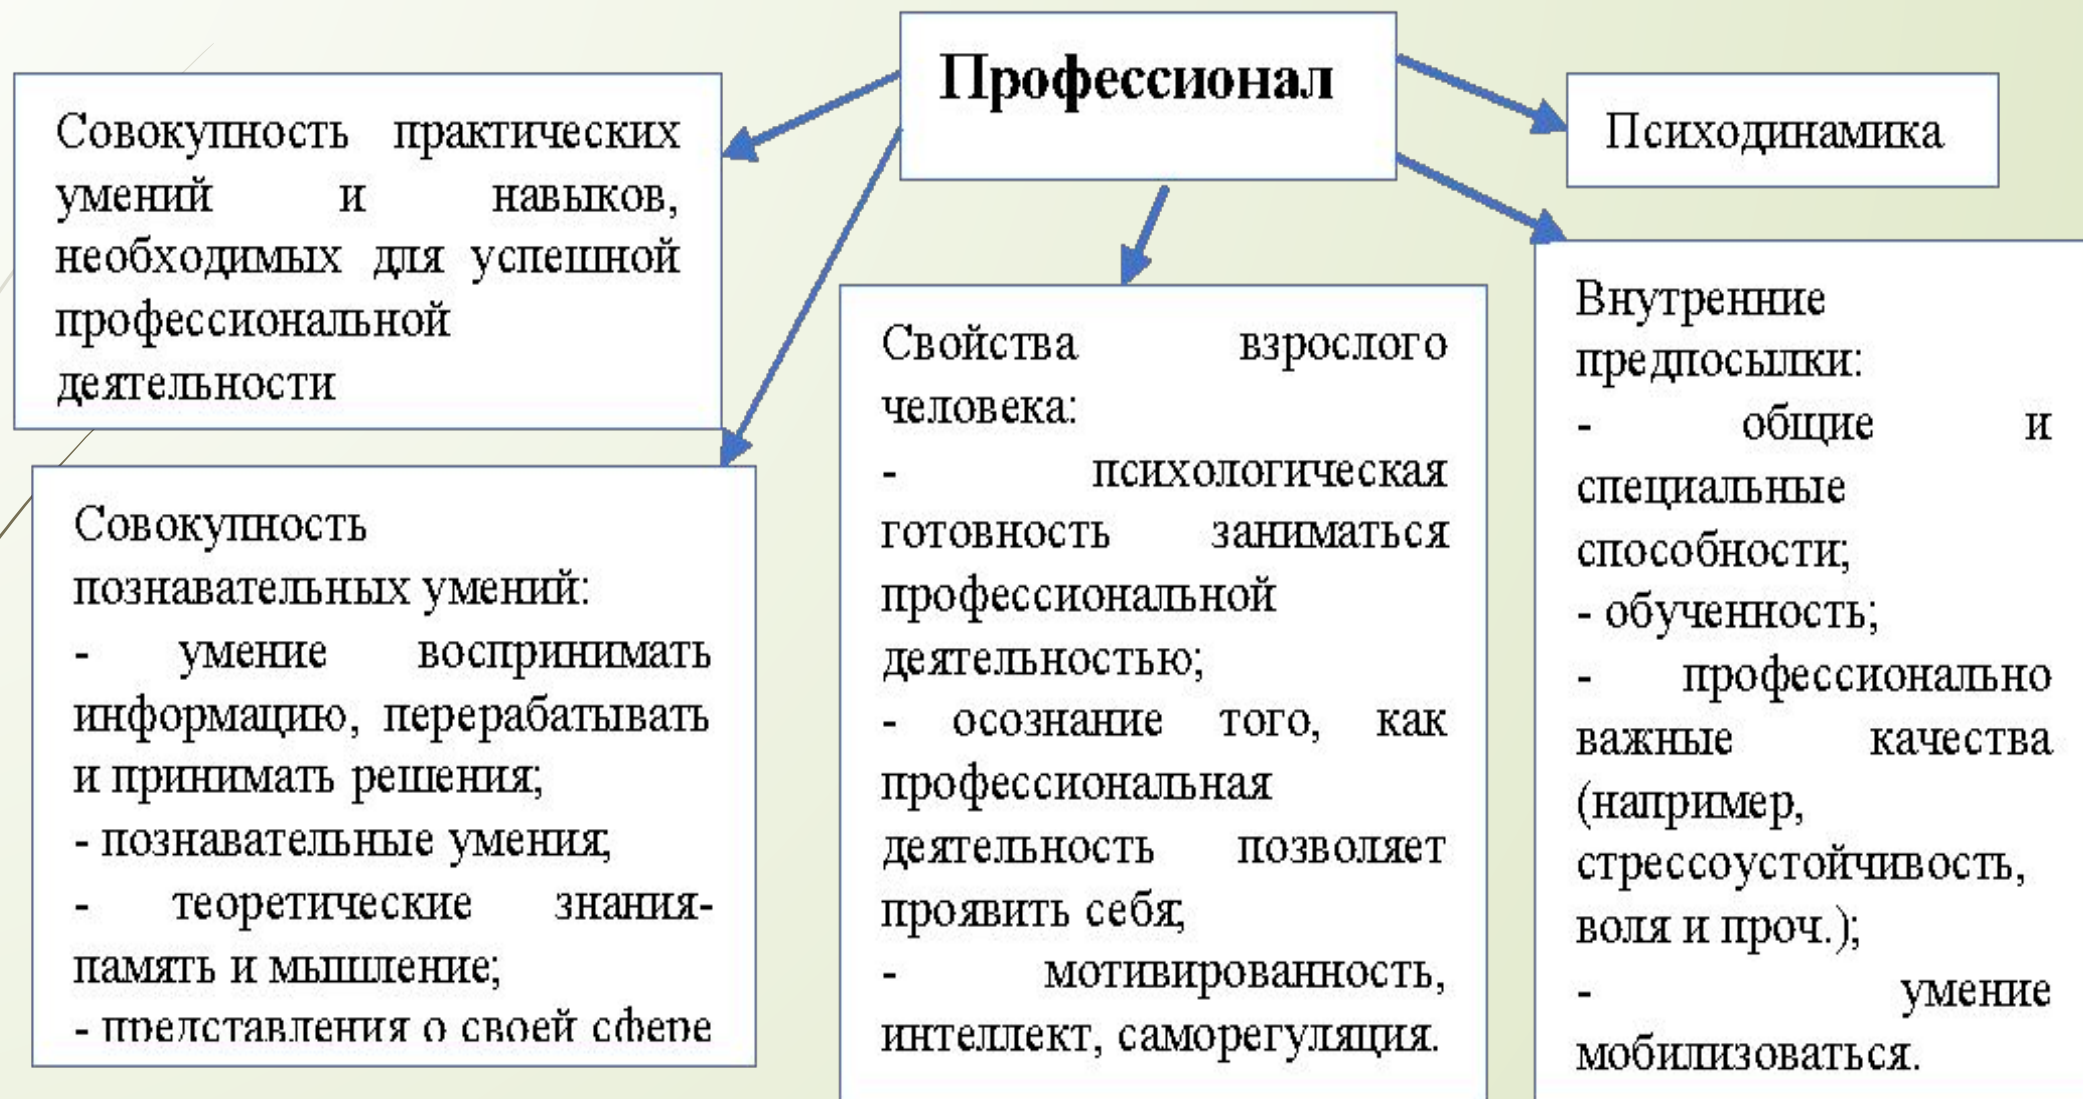 Профессионал
Совокупность практических
умений и навыков,
необходимых для успешной
профессиональной
деятельности
Психодинамика
Совокупность
познавательных умений:
- умение воспринимать
информацию, перерабатывать
и принимать решения;
- познавательные умения;
- теоретические знания-
память и мышление;
- представления о своей сфере
Свойства взрослого
человека:
- психологическая
готовность заниматься
профессиональной
деятельностью;
- осознание того, как
профессиональная
деятельность позволяет
проявить себя;
- мотивированность,
интеллект, саморегуляция.
Внутренние
предпосылки:
- общие и
специальные
способности;
- обученность;
- профессионально
важные качества
(например,
стрессоустойчивость,
воля и проч.);
- умение
мобилизоваться.